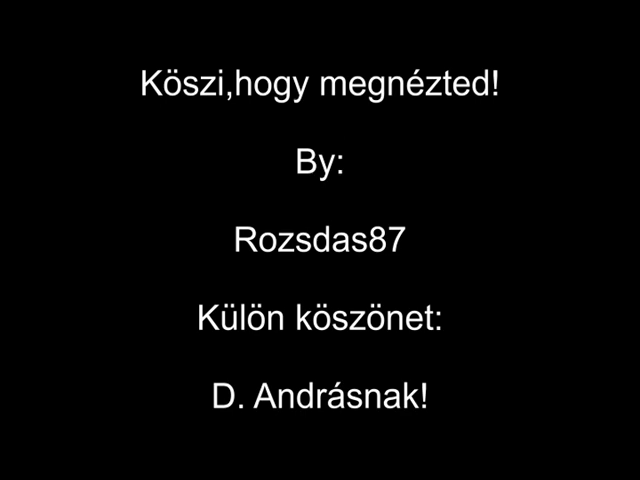 Köszi,hogy megnézted!
By:
Rozsdas87
Külön köszönet:
D. Andrásnak!